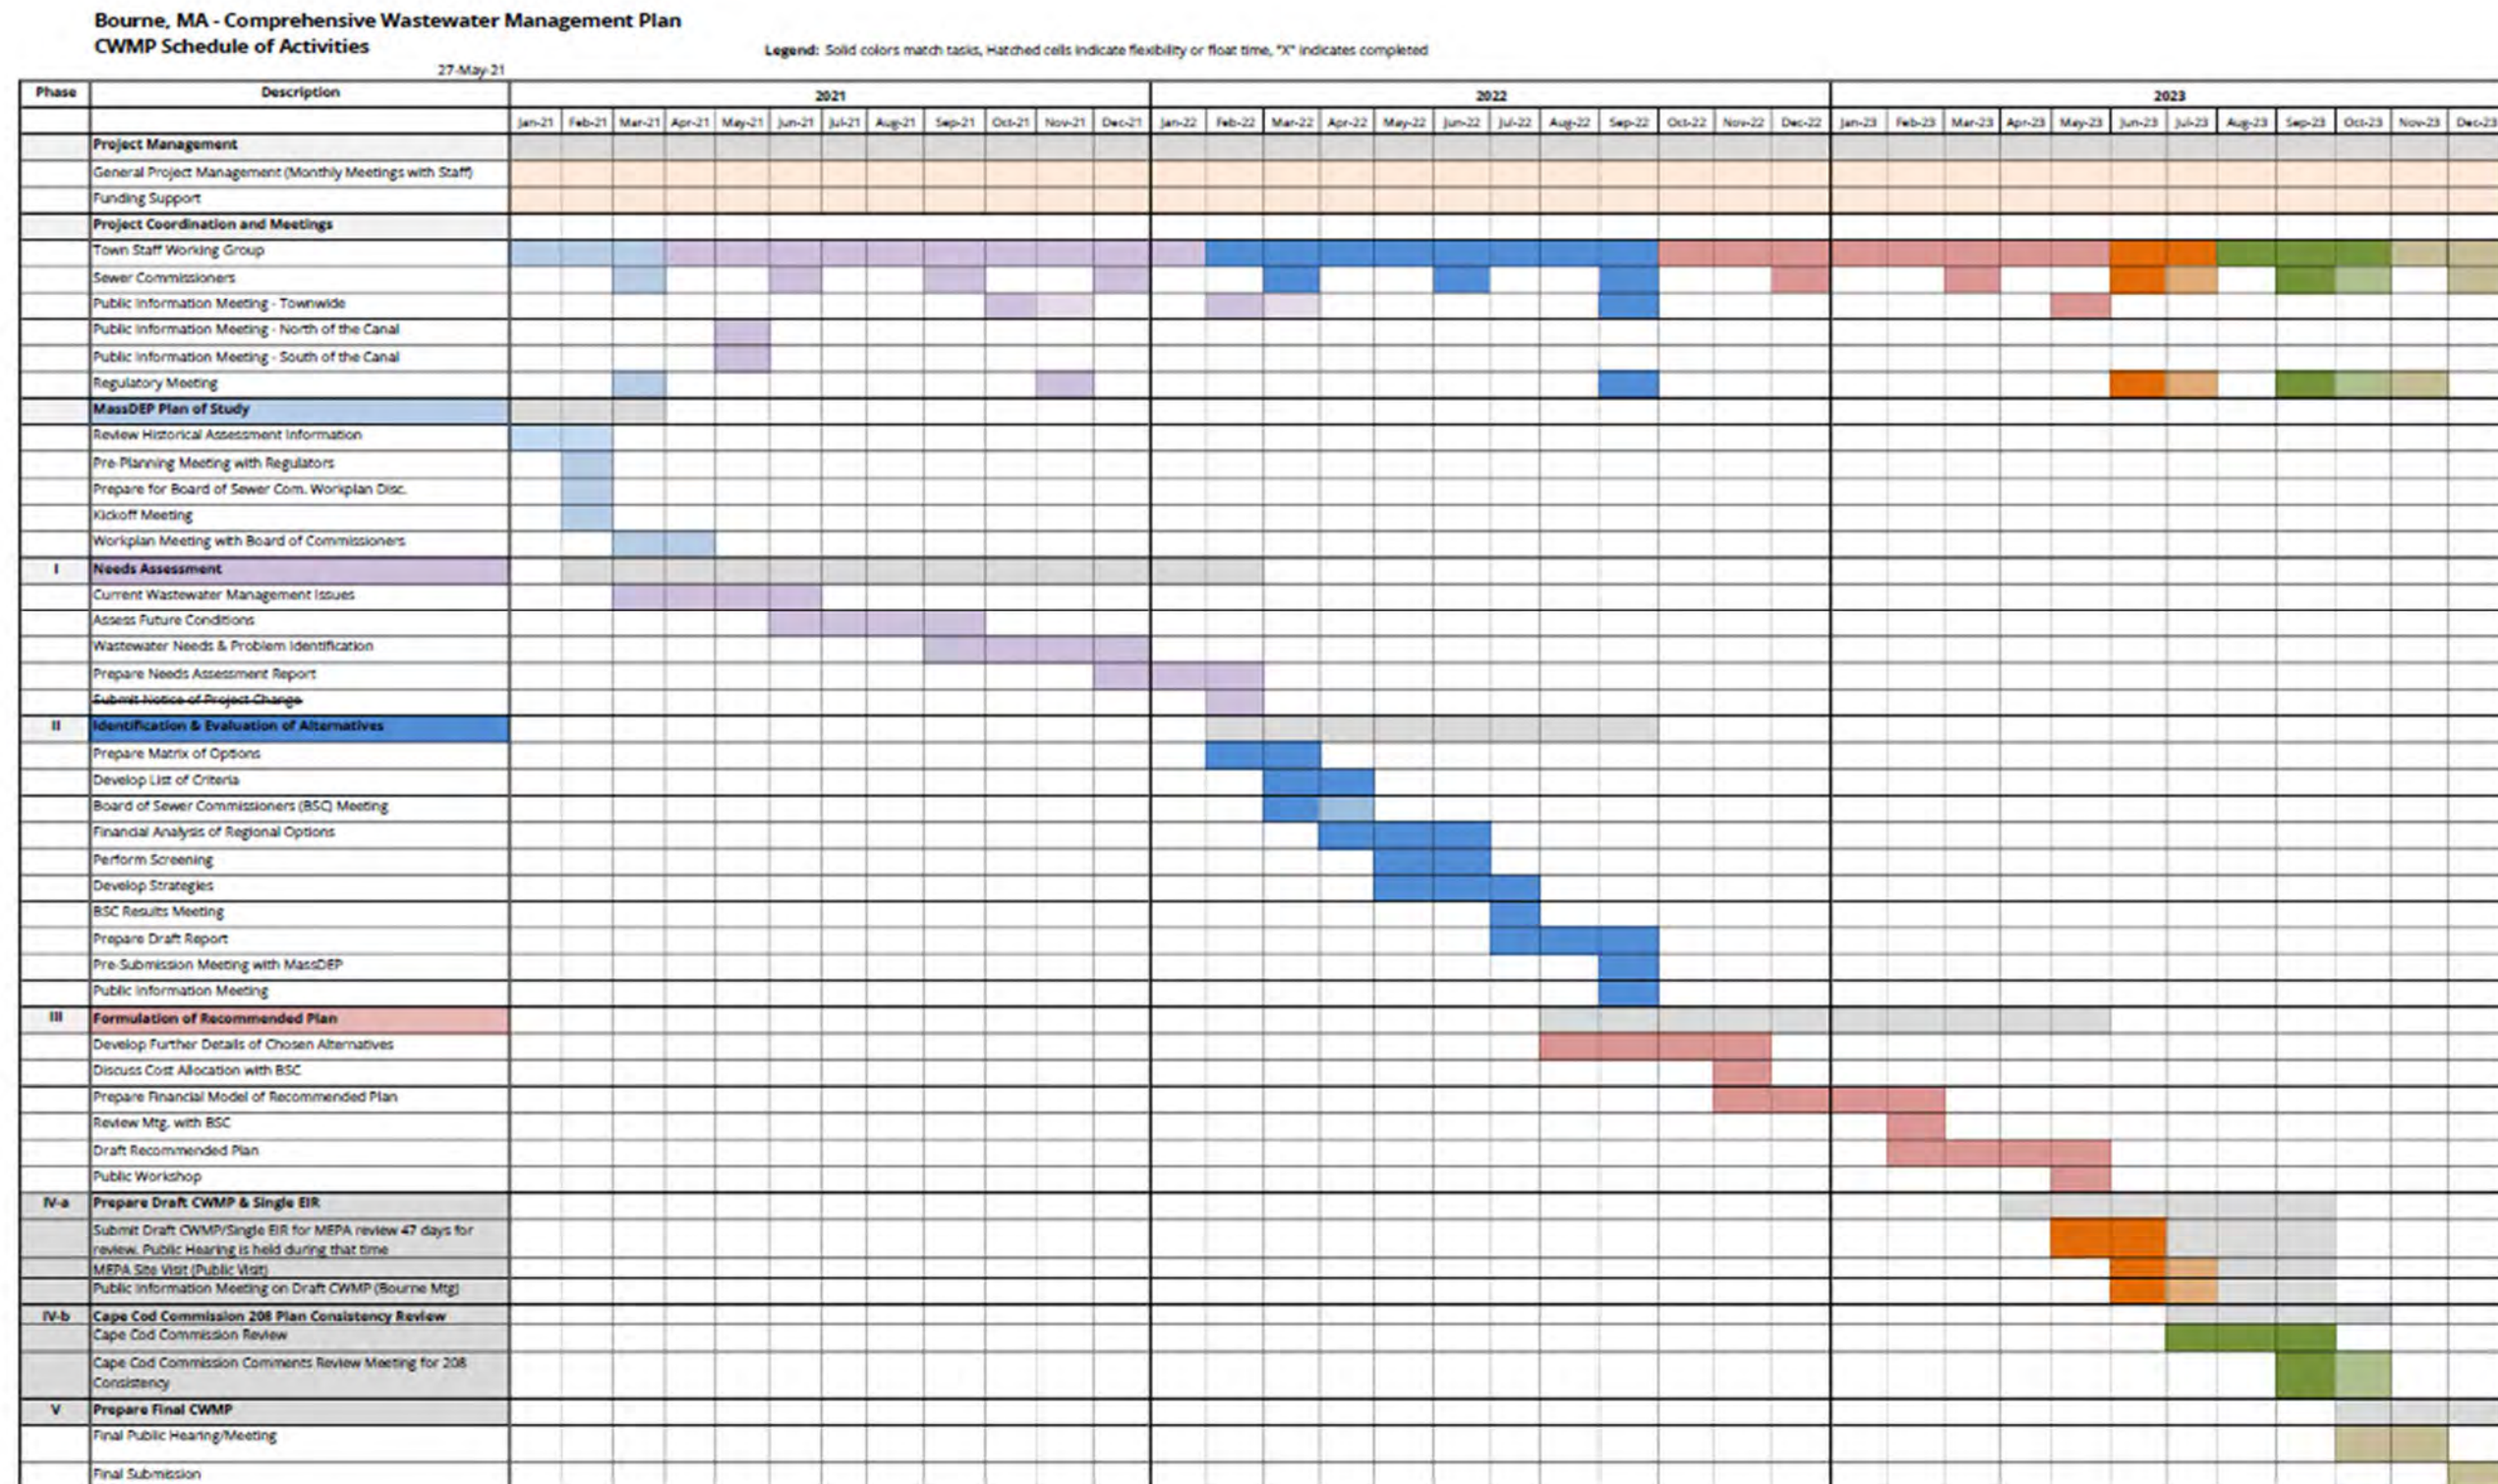 Bourne, MA - Comprehensive Wastewater Management Plan
CWMP Schedule of Activities
Legend: Solid colors match tasks, Hatched cells indicate flexibility or float time, "X" indicates completed
27-May-21
Phase Description 2021 2022 2023
Jan-21 Feb-21 Mar-21 Apr-21 May-21 Jun-21 Jul-21 Aug-21 Sep-21 Oct-21 Nov-21 Dec-21 Jan-22 Feb-22 Mar-22 Apr-22 May-22 Jun-22 Jul-22 Aug-22 Sep-22 Oct-22 Nov-22 Dec-22 Jan-23 Feb-23 Mar-23 Apr-23 May-23 Jun-23 Jul-23 Aug-23 Sep-23 Oct-23 Nov-23 Dec-23
Project Management
General Project Management (Monthly Meetings with Staff)
Funding Support
Project Coordination and Meetings
Town Staff Working Group
Sewer Commissioners
Public Information Meeting - Townwide
Public Information Meeting - North of the Canal
Public Information Meeting - South of the Canal
Regulatory Meeting
MassDEP Plan of Study
Review Historical Assessment Information
Pre-Planning Meeting with Regulators
Prepare for Board of Sewer Com. Workplan Disc.
Kickoff Meeting
Workplan Meeting with Board of Commissioners
I Needs Assessment
Current Wastewater Management Issues
Assess Future Conditions
Wastewater Needs & Problem Identification
Prepare Needs Assessment Report
Submit Notice of Project Change
II Identification & Evaluation of Alternatives
Prepare Matrix of Options
Develop List of Criteria
Board of Sewer Commissioners (BSC) Meeting
Financial Analysis of Regional Options
Perform Screening
Develop Strategies
BSC Results Meeting
Prepare Draft Report
Pre-Submission Meeting with MassDEP
Public Information Meeting
III Formulation of Recommended Plan
Develop Further Details of Chosen Alternatives
Discuss Cost Allocation with BSC
Prepare Financial Model of Recommended Plan
Review Mtg. with BSC
Draft Recommended Plan
Public Workshop
IV-a Prepare Draft CWMP & Single EIR
Submit Draft CWMP/Single EIR for MEPA review 47 days for
review. Public Hearing is held during that time
MEPA Site Visit (Public Visit)
Public Information Meeting on Draft CWMP (Bourne Mtg)
IV-b Cape Cod Commission 208 Plan Consistency Review
Cape Cod Commission Review
Cape Cod Commission Comments Review Meeting for 208
Consistency
V Prepare Final CWMP
Final Public Hearing/Meeting
Final Submission